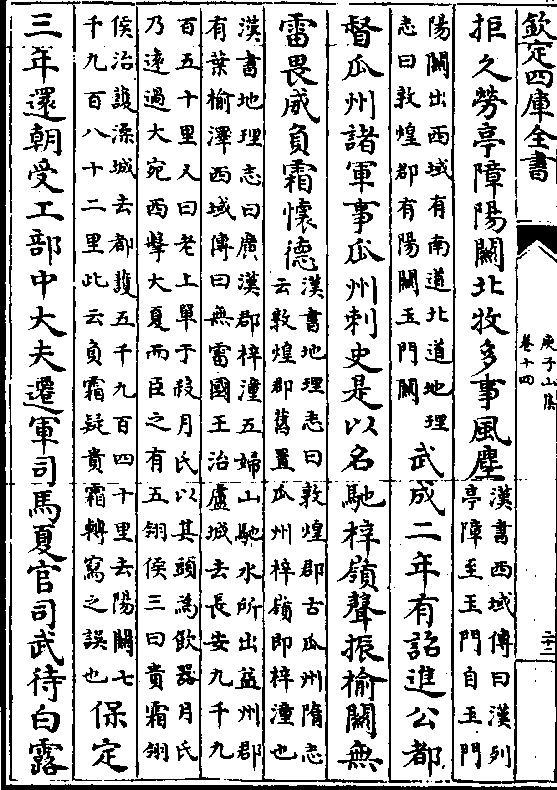 欽定四庫全書
庾子山集
卷十四
三十二
拒久勞亭障陽關北牧多事風塵漢書西域傳曰漢列
亭障至玉門自玉門
陽關出西域有南道北道地理
志曰敦煌郡有陽關玉門關武成二年有詔進公都
督瓜州諸軍事瓜州刺史是以名馳梓嶺聲振榆關無
雷畏威負霜懷德漢書地理志曰敦煌郡古瓜州隋志
云敦煌郡舊置瓜州梓嶺即梓潼也
漢書地理志曰廣漢郡梓潼五婦山馳水所出益州郡
有葉榆澤西域傳曰無雷國王治盧城去長安九千九
百五十里又曰老上單于殺月氏以其頭為飲器月氏
乃遠過大宛西擊大夏而臣之有五翎侯三曰貴霜翎
侯治護澡城去都護五千九百四十里去陽關七
千九百八十二里此云負霜疑貴霜轉寫之誤也保定
三年還朝受工部中大夫遷軍司馬夏官司武待白露